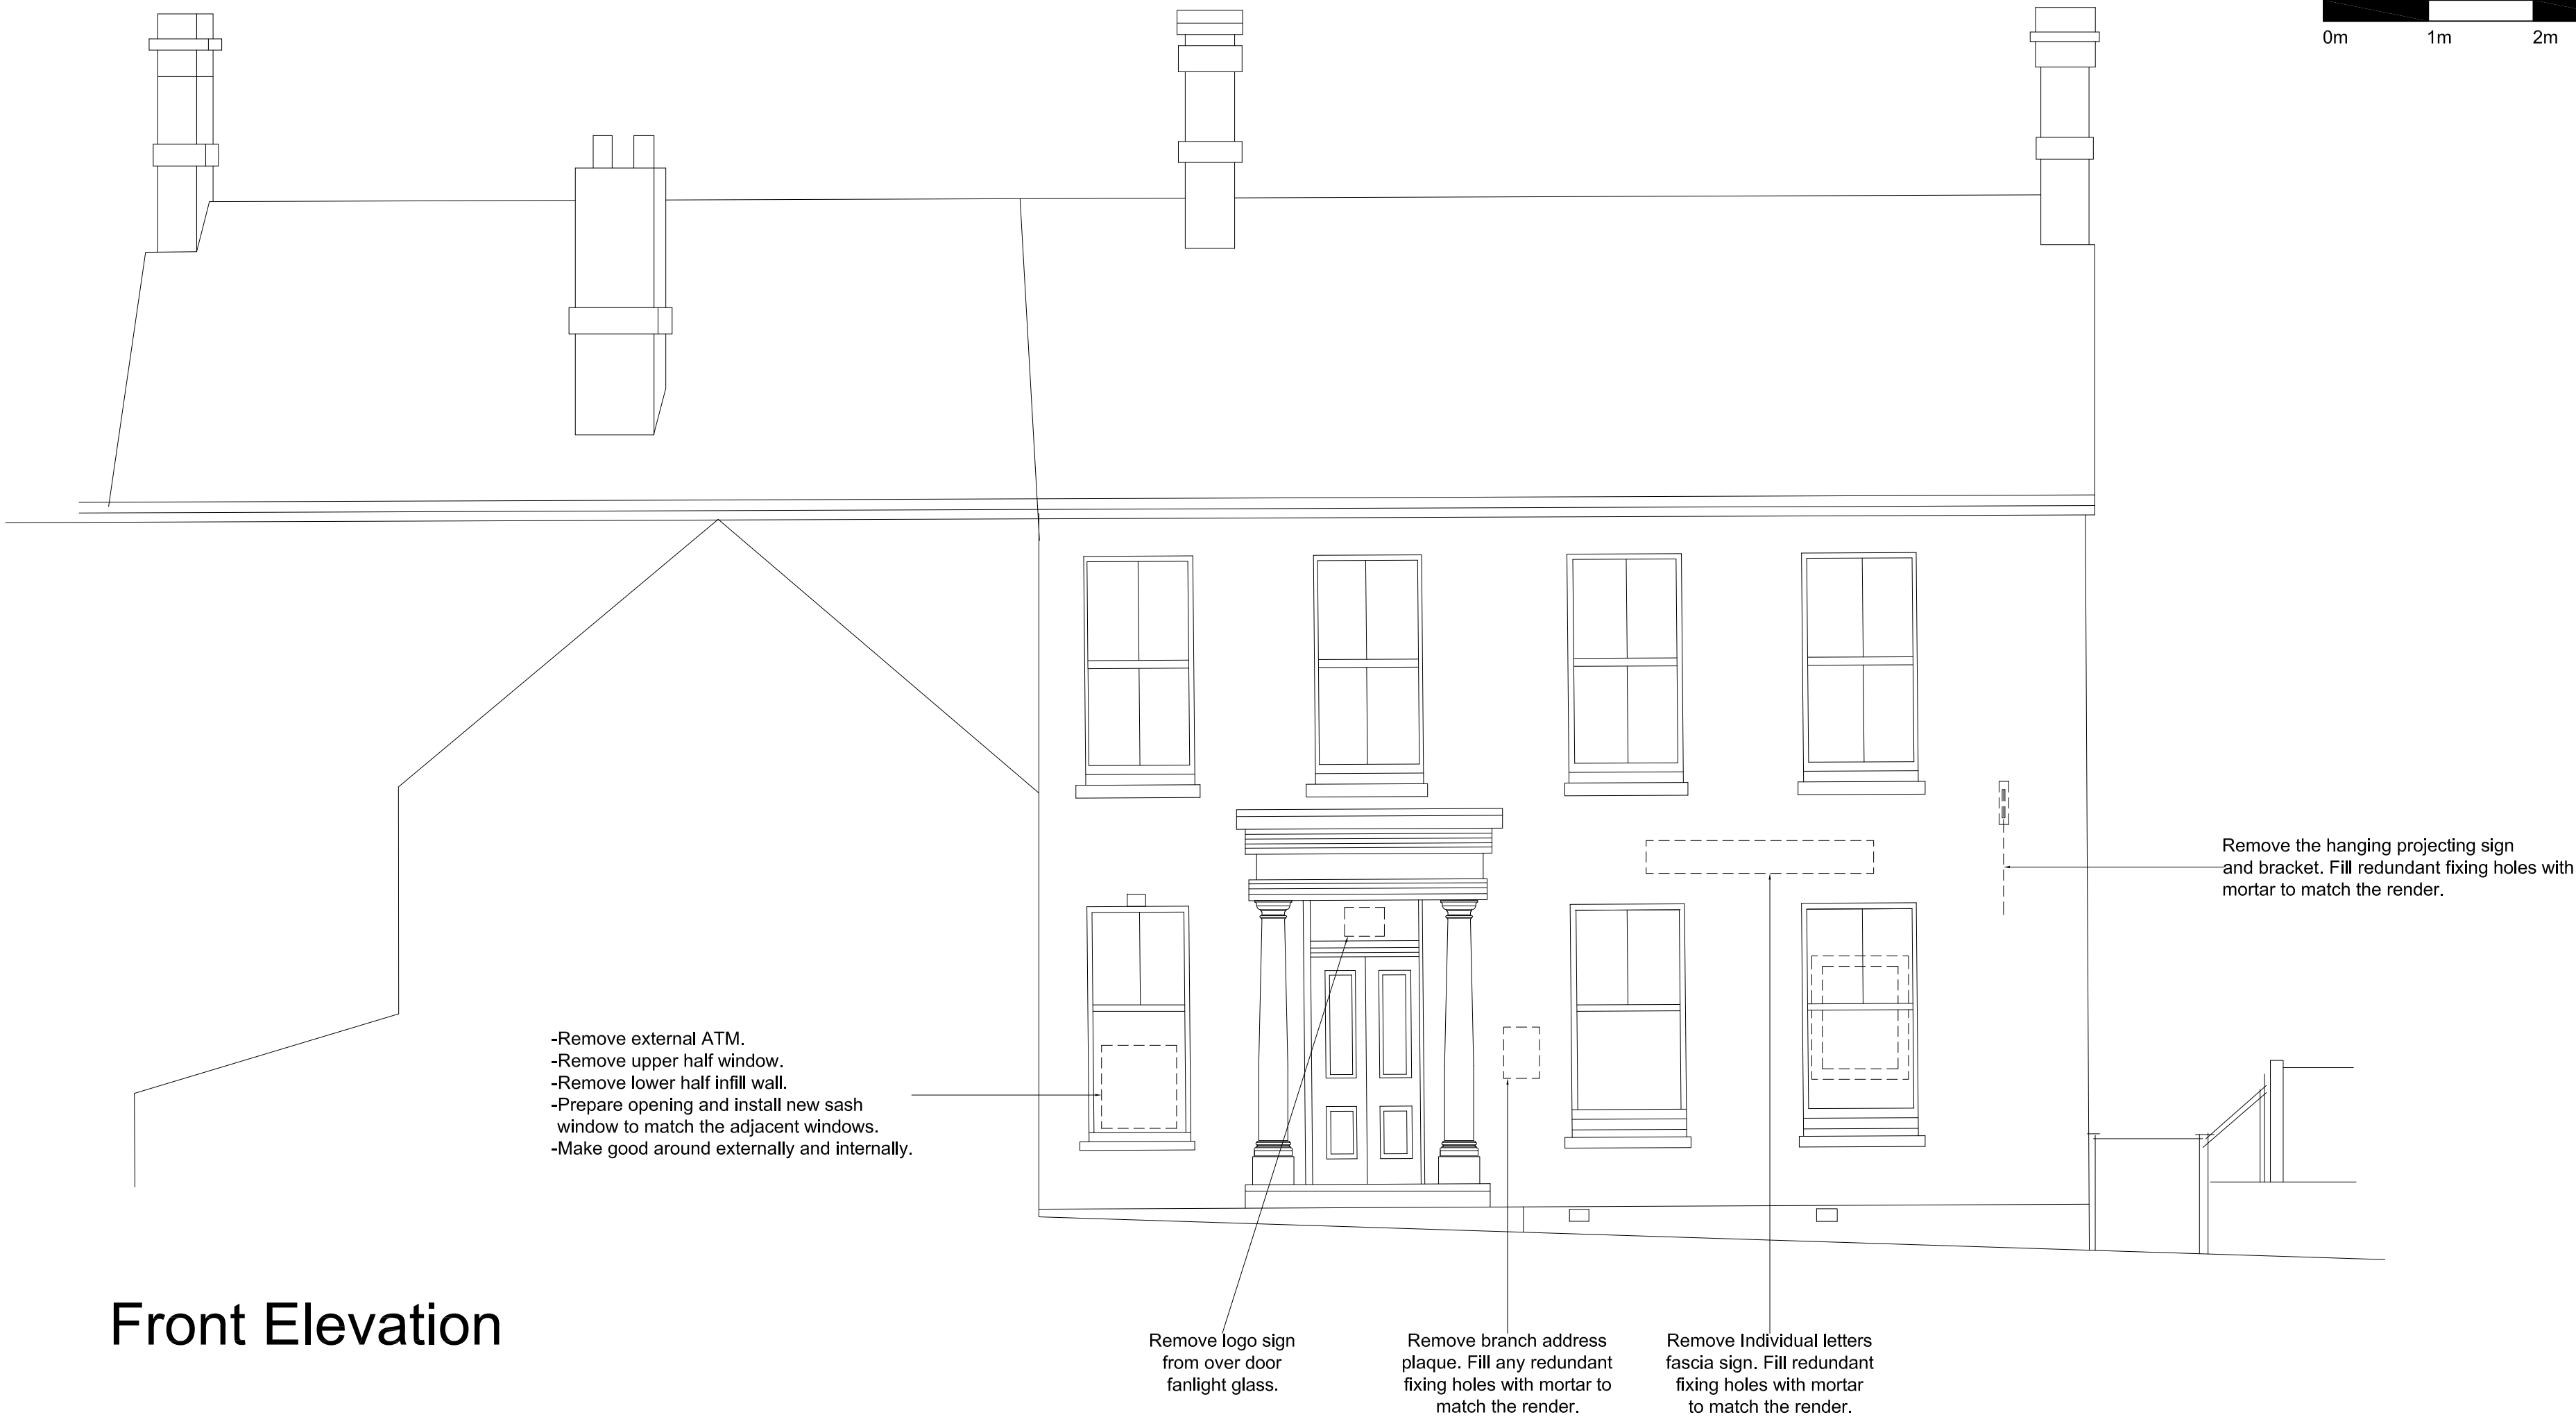 0m 1m 2m
Remove the hanging projecting sign
and bracket. Fill redundant fixing holes with
mortar to match the render.
-Remove external ATM.
-Remove upper half window.
-Remove lower half infill wall.
-Prepare opening and install new sash
window to match the adjacent windows.
-Make good around externally and internally.
Front Elevation
Remove logo sign
from over door
fanlight glass.
Remove branch address
plaque. Fill any redundant
fixing holes with mortar to
match the render.
Remove Individual letters
fascia sign. Fill redundant
fixing holes with mortar
to match the render.